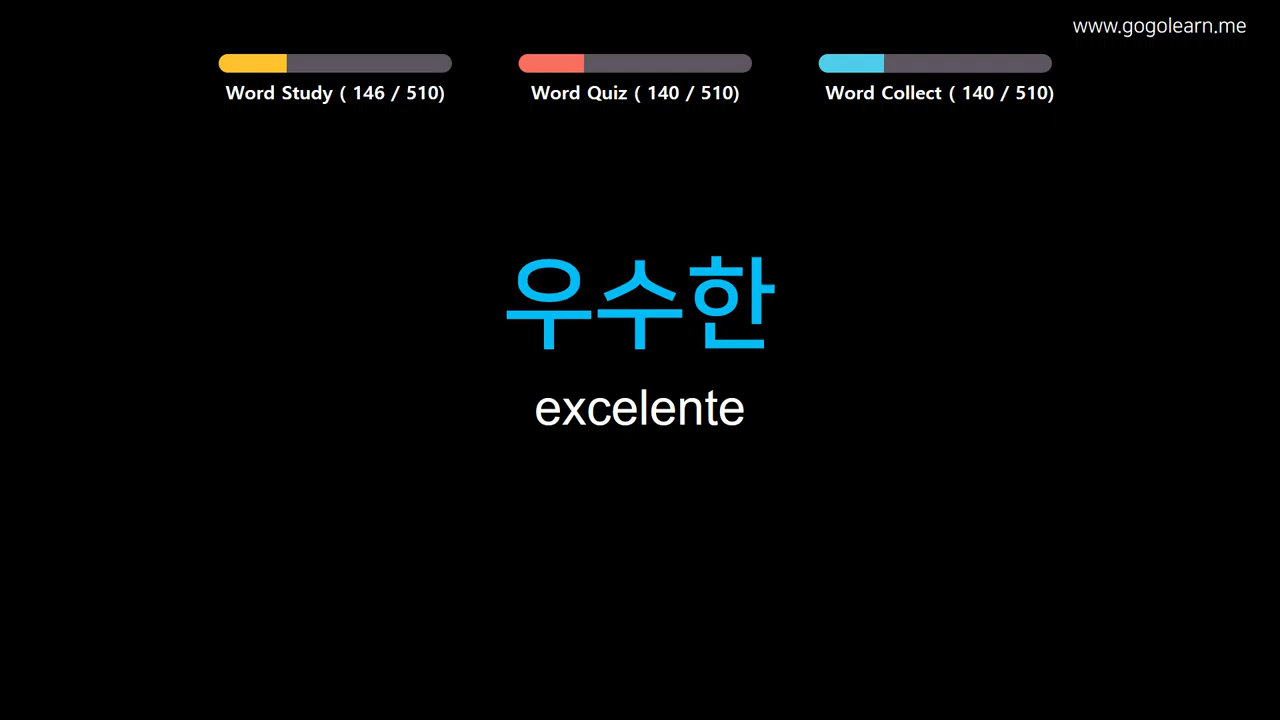 www.gogolearn.me
Word Study ( 146 / 510)
Word Quiz ( 140 / 510)
Word Collect ( 140 / 510)
우수한
excelente